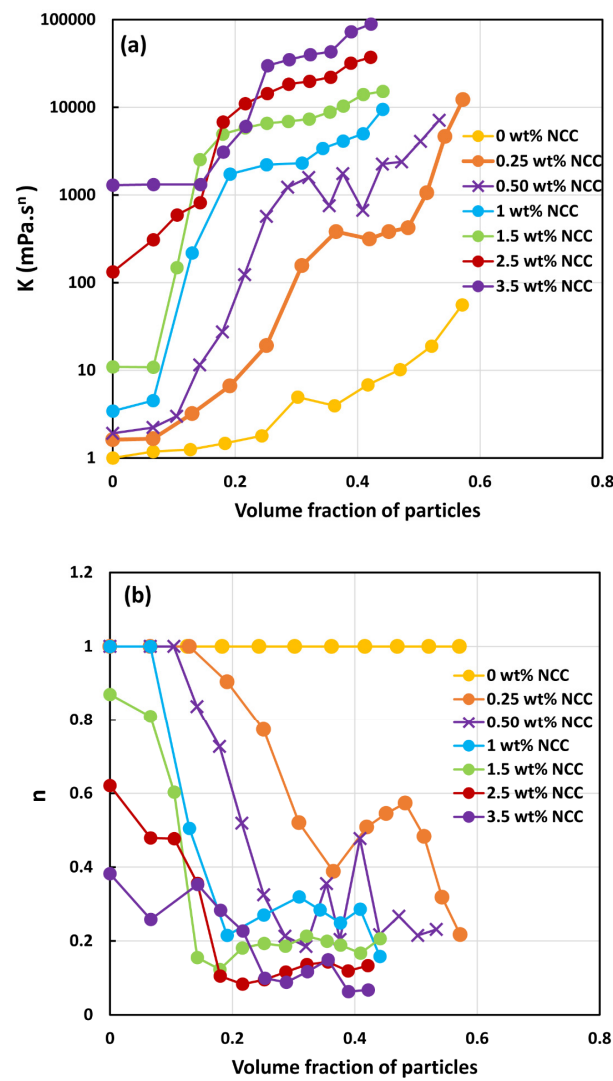 (a)
100000
10000
1000
100
10
1
K (mPa.sⁿ)
0 wt% NCC
0.25 wt% NCC
0.50 wt% NCC
1 wt% NCC
1.5 wt% NCC
2.5 wt% NCC
3.5 wt% NCC
0 0.2 0.4 0.6 0.8
Volume fraction of particles
(b)
1.2
1
0.8
0.6
0.4
0.2
0
n
0 wt% NCC
0.25 wt% NCC
0.50 wt% NCC
1 wt% NCC
1.5 wt% NCC
2.5 wt% NCC
3.5 wt% NCC
0 0.2 0.4 0.6 0.8
Volume fraction of particles